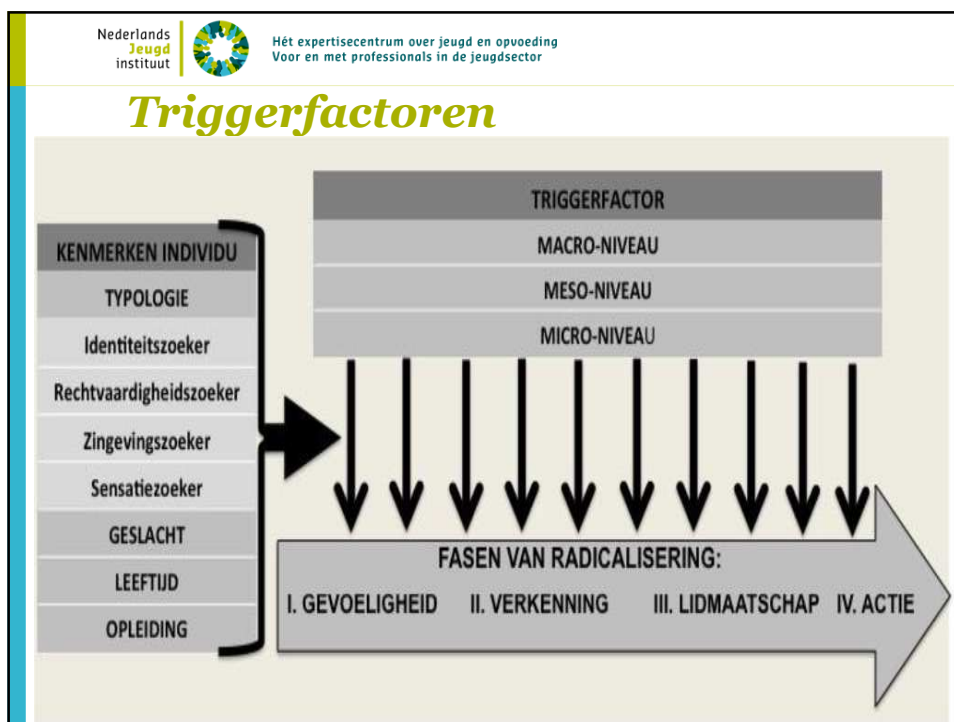 Nederlands
Jeugd
instituut
Hét expertisecentrum over jeugd en opvoeding
Voor en met professionals in de jeugdsector
Triggerfactoren
KENMERKEN INDIVIDU
TYPOLOGIE
Identiteitszoeker
Rechtvaardigheidszoeker
Zingevingszoeker
Sensatiezoeker
GESLACHT
LEEFTIJD
OPLEIDING
TRIGGERFACTOR
MACRO-NIVEAU
MESO-NIVEAU
MICRO-NIVEAU
FASEN VAN RADICALISERING:
I. GEVOELIGHEID II. VERKENNING III. LIDMAATSCHAP IV. ACTIE